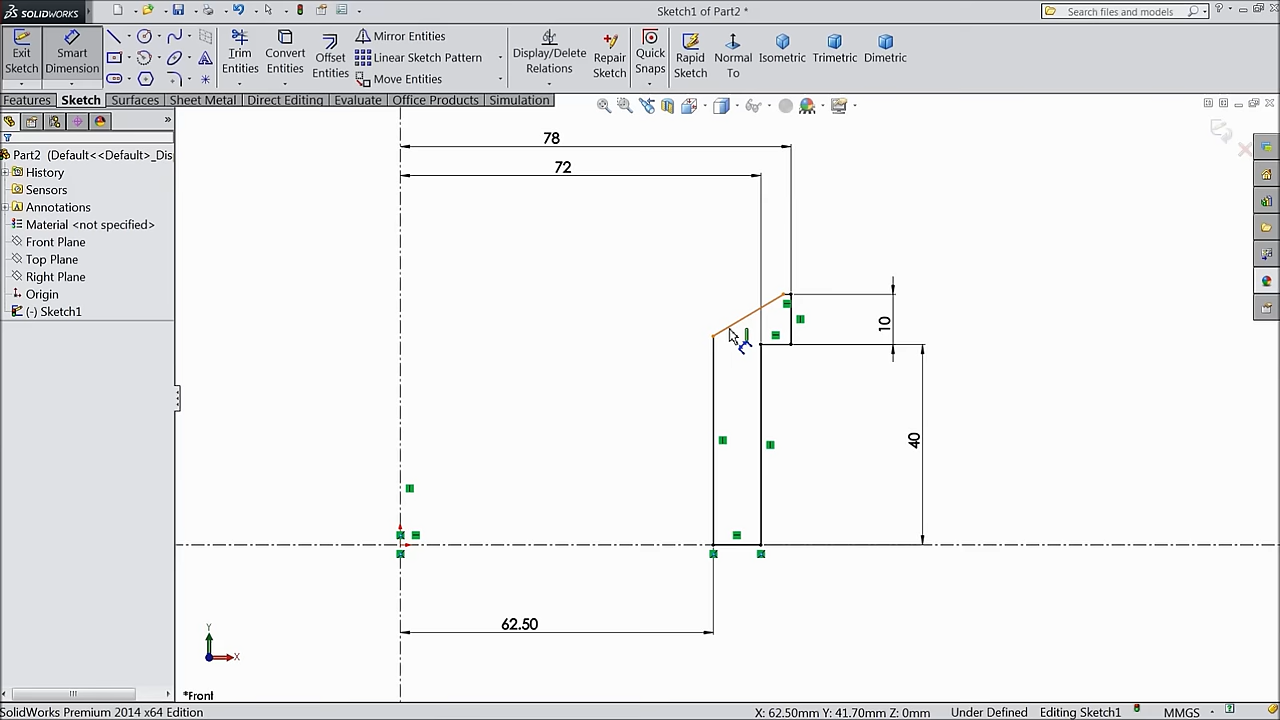 SOLIDWORKS
Sketch1 of Part2 *
Search files and models
Exit Sketch
Smart Dimension
Trim Entities
Convert Entities
Offset Entities
Mirror Entities
Linear Sketch Pattern
Move Entities
Display/Delete Relations
Repair Sketch
Quick Snaps
Rapid Sketch
Normal To
Isometric
Trimetric
Dimetric
Features
Sketch
Surfaces
Sheet Metal
Direct Editing
Evaluate
Office Products
Simulation
Part2 (Default<<Default>_Dis
History
Sensors
Annotations
Material <not specified>
Front Plane
Top Plane
Right Plane
Origin
(-) Sketch1
78
72
10
40
62.50
Y
X
*Front
SolidWorks Premium 2014 x64 Edition
X: 62.50mm Y: 41.70mm Z: 0mm
Under Defined
Editing Sketch1
MMGS